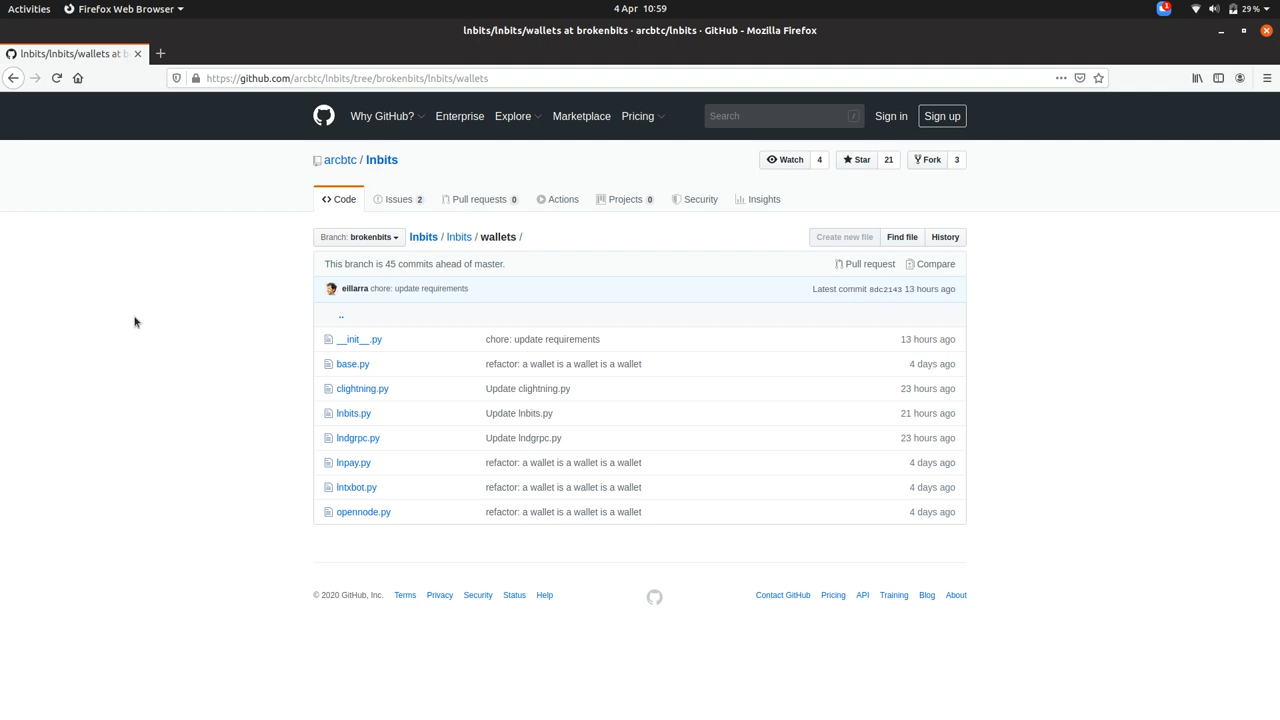 Activities Firefox Web Browser 4 Apr 10:59 1 29 %
lnbits/lnbits/wallets at brokenbits · arcbtc/lnbits · GitHub - Mozilla Firefox
lnbits/lnbits/wallets at b
https://github.com/arcbtc/lnbits/tree/brokenbits/lnbits/wallets
Why GitHub? Enterprise Explore Marketplace Pricing Search / Sign in Sign up
arcbtc / lnbits Watch 4 Star 21 Fork 3
Code Issues 2 Pull requests 0 Actions Projects 0 Security Insights
Branch: brokenbits lnbits / lnbits / wallets / Create new file Find file History
This branch is 45 commits ahead of master. Pull request Compare
eillarra chore: update requirements Latest commit 8dc2143 13 hours ago
..
__init__.py chore: update requirements 13 hours ago
base.py refactor: a wallet is a wallet is a wallet 4 days ago
clightning.py Update clightning.py 23 hours ago
lnbits.py Update lnbits.py 21 hours ago
lndgrpc.py Update lndgrpc.py 23 hours ago
lnpay.py refactor: a wallet is a wallet is a wallet 4 days ago
lntxbot.py refactor: a wallet is a wallet is a wallet 4 days ago
opennode.py refactor: a wallet is a wallet is a wallet 4 days ago
© 2020 GitHub, Inc. Terms Privacy Security Status Help Contact GitHub Pricing API Training Blog About